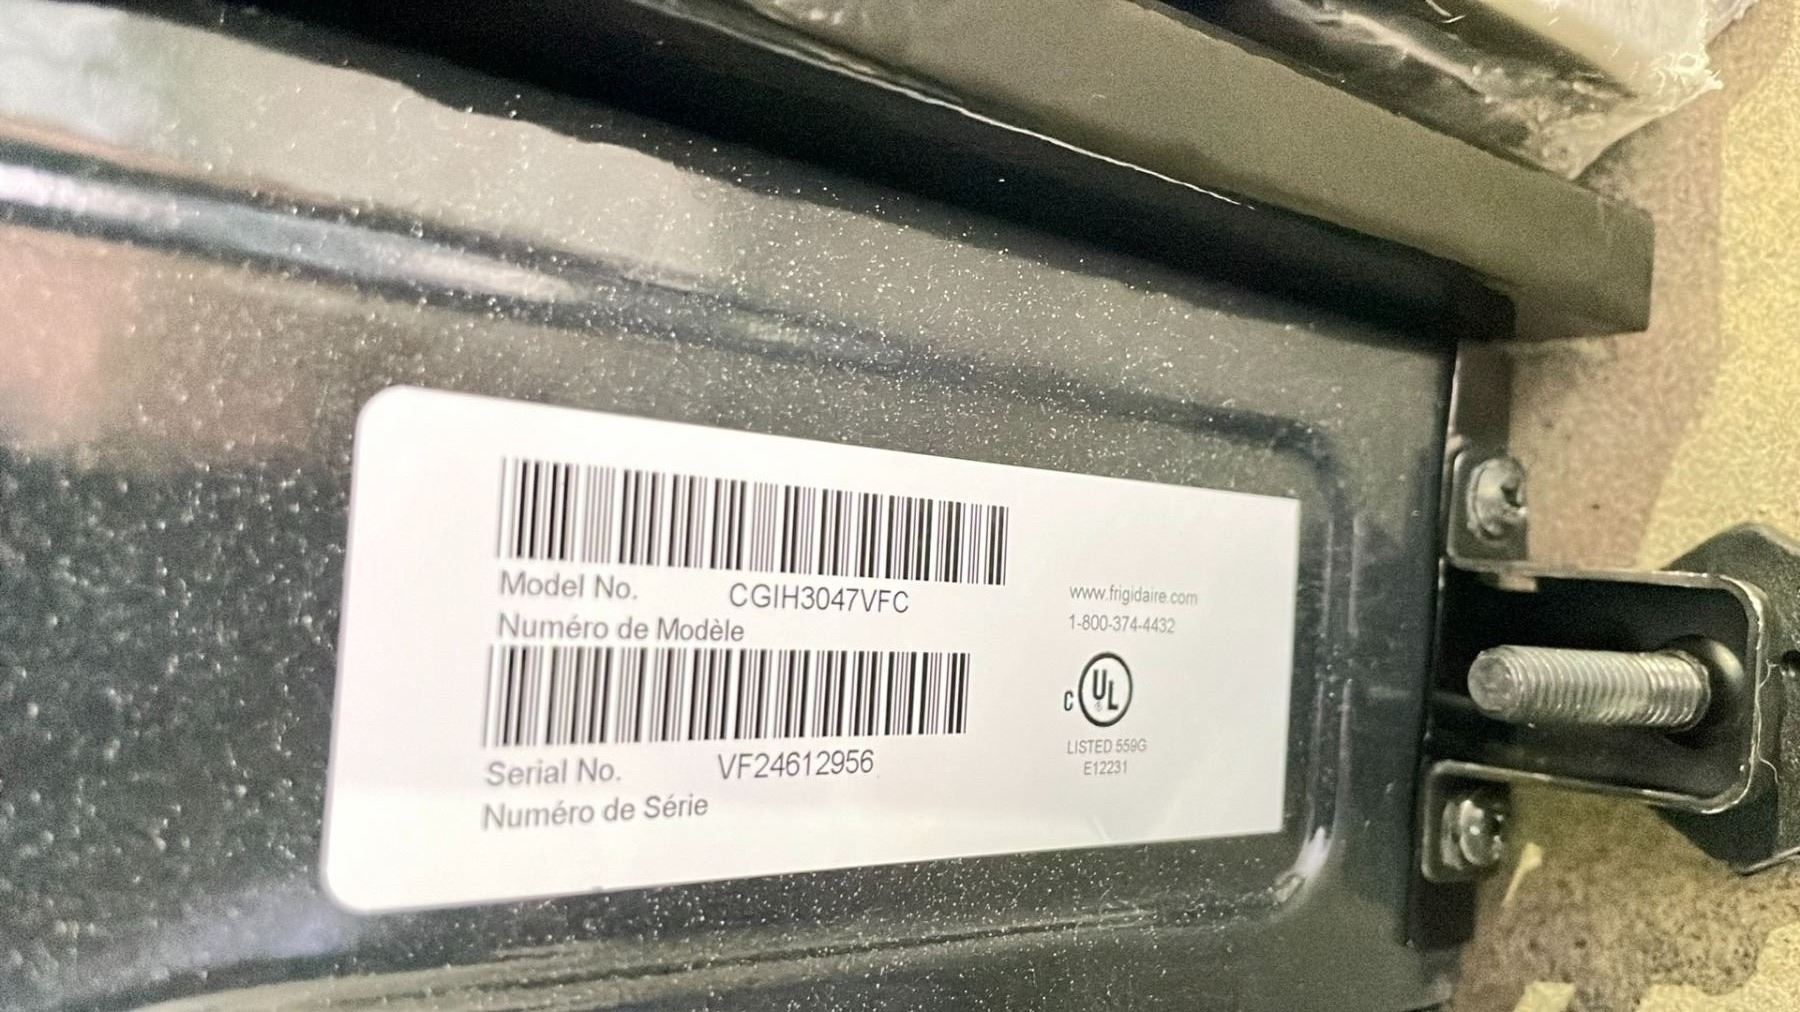 Model No. CGIH3047VFC
Numéro de Modèle
Serial No. VF24612956
Numéro de Série
www.frigidaire.com
1-800-374-4432
C UL ®
LISTED 559G
E12231